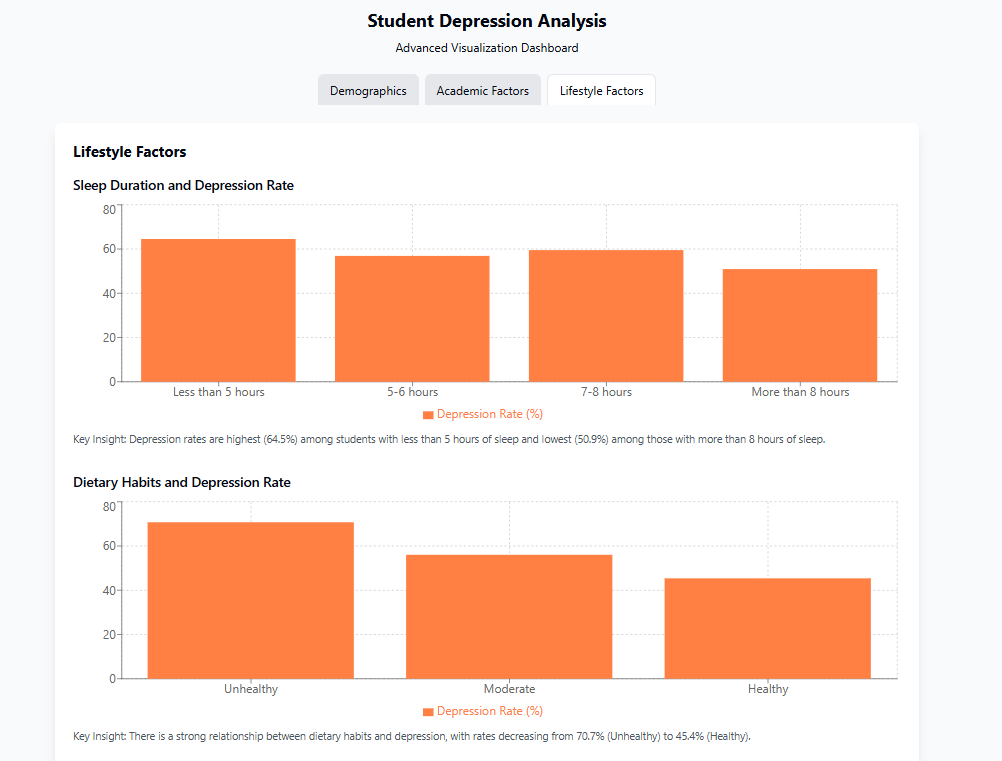 Student Depression Analysis
Advanced Visualization Dashboard
Demographics Academic Factors Lifestyle Factors
Lifestyle Factors
Sleep Duration and Depression Rate
80
60
40
20
0
Less than 5 hours 5-6 hours 7-8 hours More than 8 hours
Depression Rate (%)
Key Insight: Depression rates are highest (64.5%) among students with less than 5 hours of sleep and lowest (50.9%) among those with more than 8 hours of sleep.
Dietary Habits and Depression Rate
80
60
40
20
0
Unhealthy Moderate Healthy
Depression Rate (%)
Key Insight: There is a strong relationship between dietary habits and depression, with rates decreasing from 70.7% (Unhealthy) to 45.4% (Healthy).